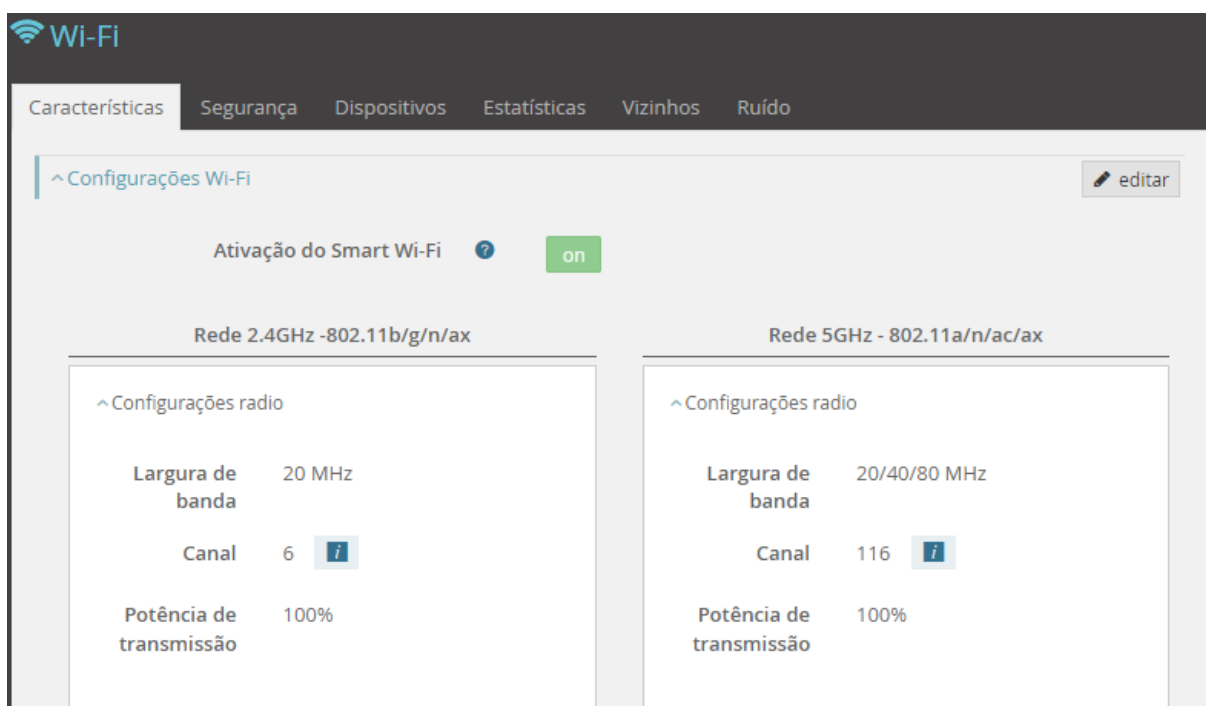 Wi-Fi
Características Segurança Dispositivos Estatísticas Vizinhos Ruído
Configurações Wi-Fi editar
Ativação do Smart Wi-Fi ? on
Rede 2.4GHz -802.11b/g/n/ax
Configurações radio
Largura de banda 20 MHz
Canal 6 i
Potência de transmissão 100%
Rede 5GHz - 802.11a/n/ac/ax
Configurações radio
Largura de banda 20/40/80 MHz
Canal 116 i
Potência de transmissão 100%